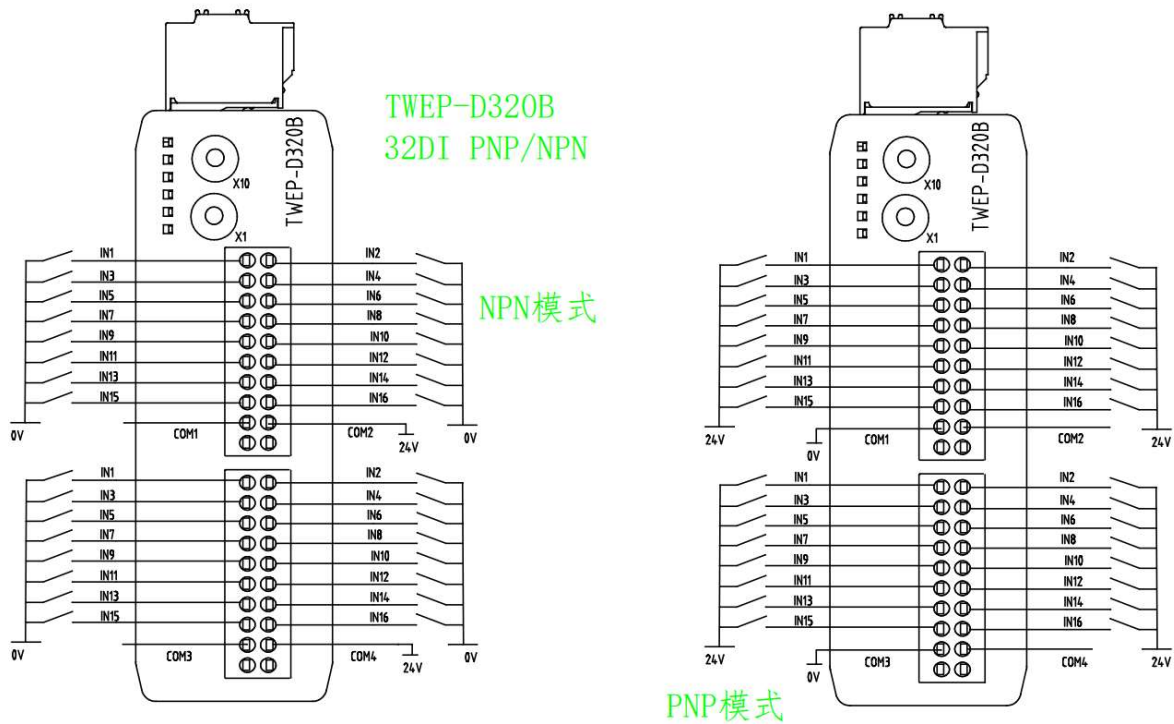 TWEP-D320B
32DI PNP/NPN
TWEP-D320B
X10
X1
IN1
IN2
IN3
IN4
IN5
IN6
IN7
IN8
IN9
IN10
IN11
IN12
IN13
IN14
IN15
IN16
0V
COM1
COM2
24V
0V
NPN模式
IN1
IN2
IN3
IN4
IN5
IN6
IN7
IN8
IN9
IN10
IN11
IN12
IN13
IN14
IN15
IN16
0V
COM3
COM4
24V
0V
TWEP-D320B
X10
X1
IN1
IN2
IN3
IN4
IN5
IN6
IN7
IN8
IN9
IN10
IN11
IN12
IN13
IN14
IN15
IN16
24V
0V
COM1
COM2
24V
IN1
IN2
IN3
IN4
IN5
IN6
IN7
IN8
IN9
IN10
IN11
IN12
IN13
IN14
IN15
IN16
24V
0V
COM3
COM4
24V
PNP模式